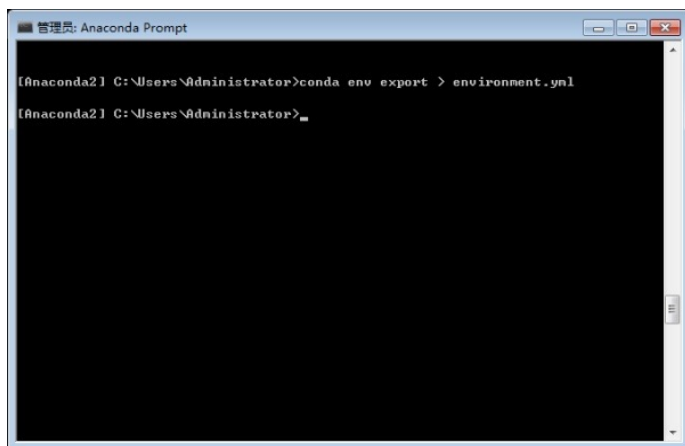 管理员: Anaconda Prompt
[Anaconda2] C:\Users\Administrator>conda env export > environment.yml
[Anaconda2] C:\Users\Administrator>_